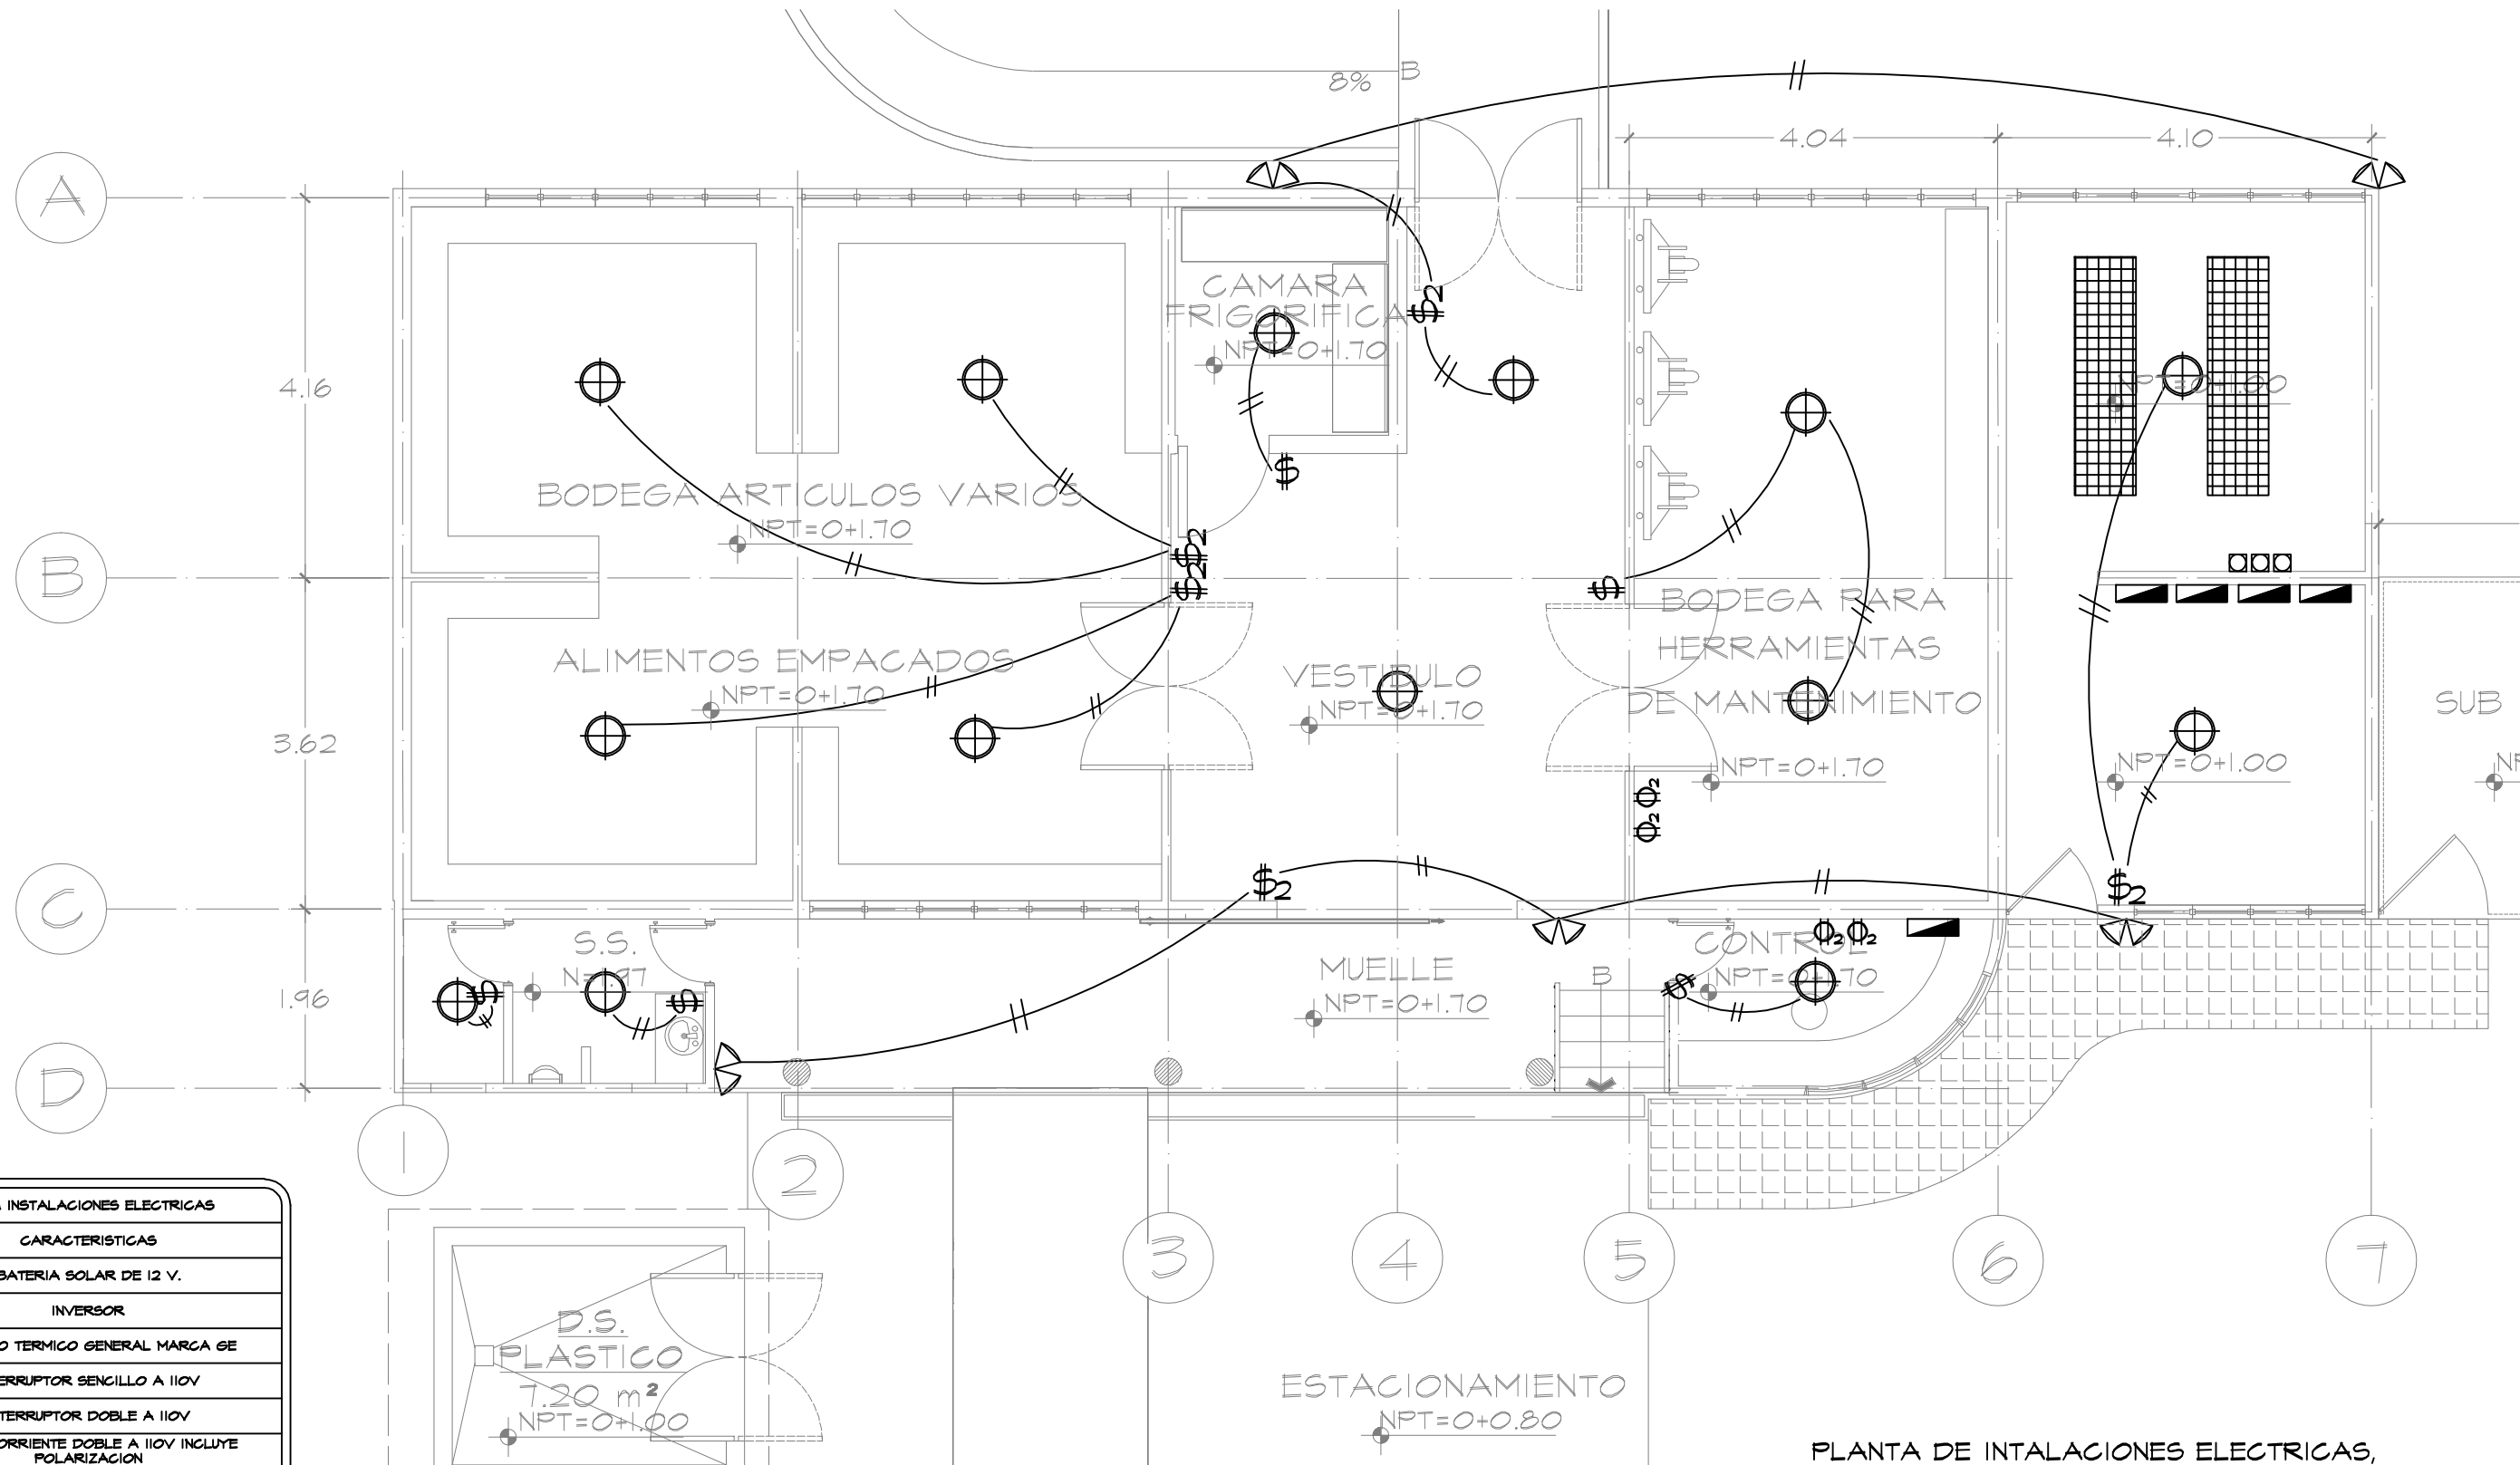 8%
B
4.04
4.10
A
CAMARA
FRIGORIFICA
NPT=0+1.70
$2
4.16
NPT=0+1.00
$
BODEGA ARTICULOS VARIOS
NPT=0+1.70
$2
B
$2
$
BODEGA PARA
HERRAMIENTAS
DE MANTENIMIENTO
NPT=0+1.70
ALIMENTOS EMPACADOS
NPT=0+1.70
VESTIBULO
NPT=0+1.70
SUB
3.62
NPT=0+1.00
2
2
C
$2
$2
S.S.
$
$
CONTROL
2
2
NPT=0+1.70
$
MUELLE
NPT=0+1.70
B
1.96
D
1
2
3
4
5
6
7
INSTALACIONES ELECTRICAS
CARACTERISTICAS
BATERIA SOLAR DE 12 V.
INVERSOR
O TERMICO GENERAL MARCA GE
ERRUPTOR SENCILLO A 110V
TERRUPTOR DOBLE A 110V
ORRIENTE DOBLE A 110V INCLUYE
POLARIZACION
D.S.
PLASTICO
7.20 m²
NPT=0+1.00
ESTACIONAMIENTO
NPT=0+0.80
PLANTA DE INTALACIONES ELECTRICAS,